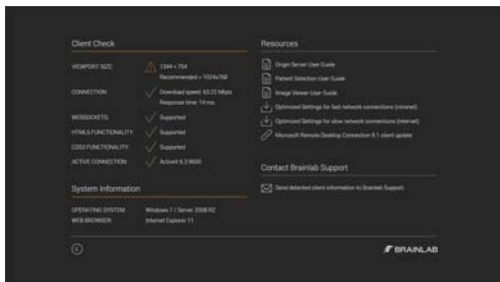 Client Check
VIEWPORT SIZE:
1344 × 754
Recommended > 1024x768
CONNECTION:
Download speed: 63.22 Mbps
Response time: 14 ms
WEBSOCKETS:
Supported
HTML5 FUNCTIONALITY:
Supported
CSS3 FUNCTIONALITY:
Supported
ACTIVE CONNECTION:
ActiveX 6.3.9600
System Information
OPERATING SYSTEM:
Windows 7 / Server 2008 R2
WEB BROWSER:
Internet Explorer 11
Resources
Origin Server User Guide
Patient Selection User Guide
Image Viewer User Guide
Optimized Settings for fast network connections (intranet)
Optimized Settings for slow network connections (internet)
Microsoft Remote Desktop Connection 8.1 client update
Contact Brainlab Support
Send detected client information to Brainlab Support.
BRAINLAB